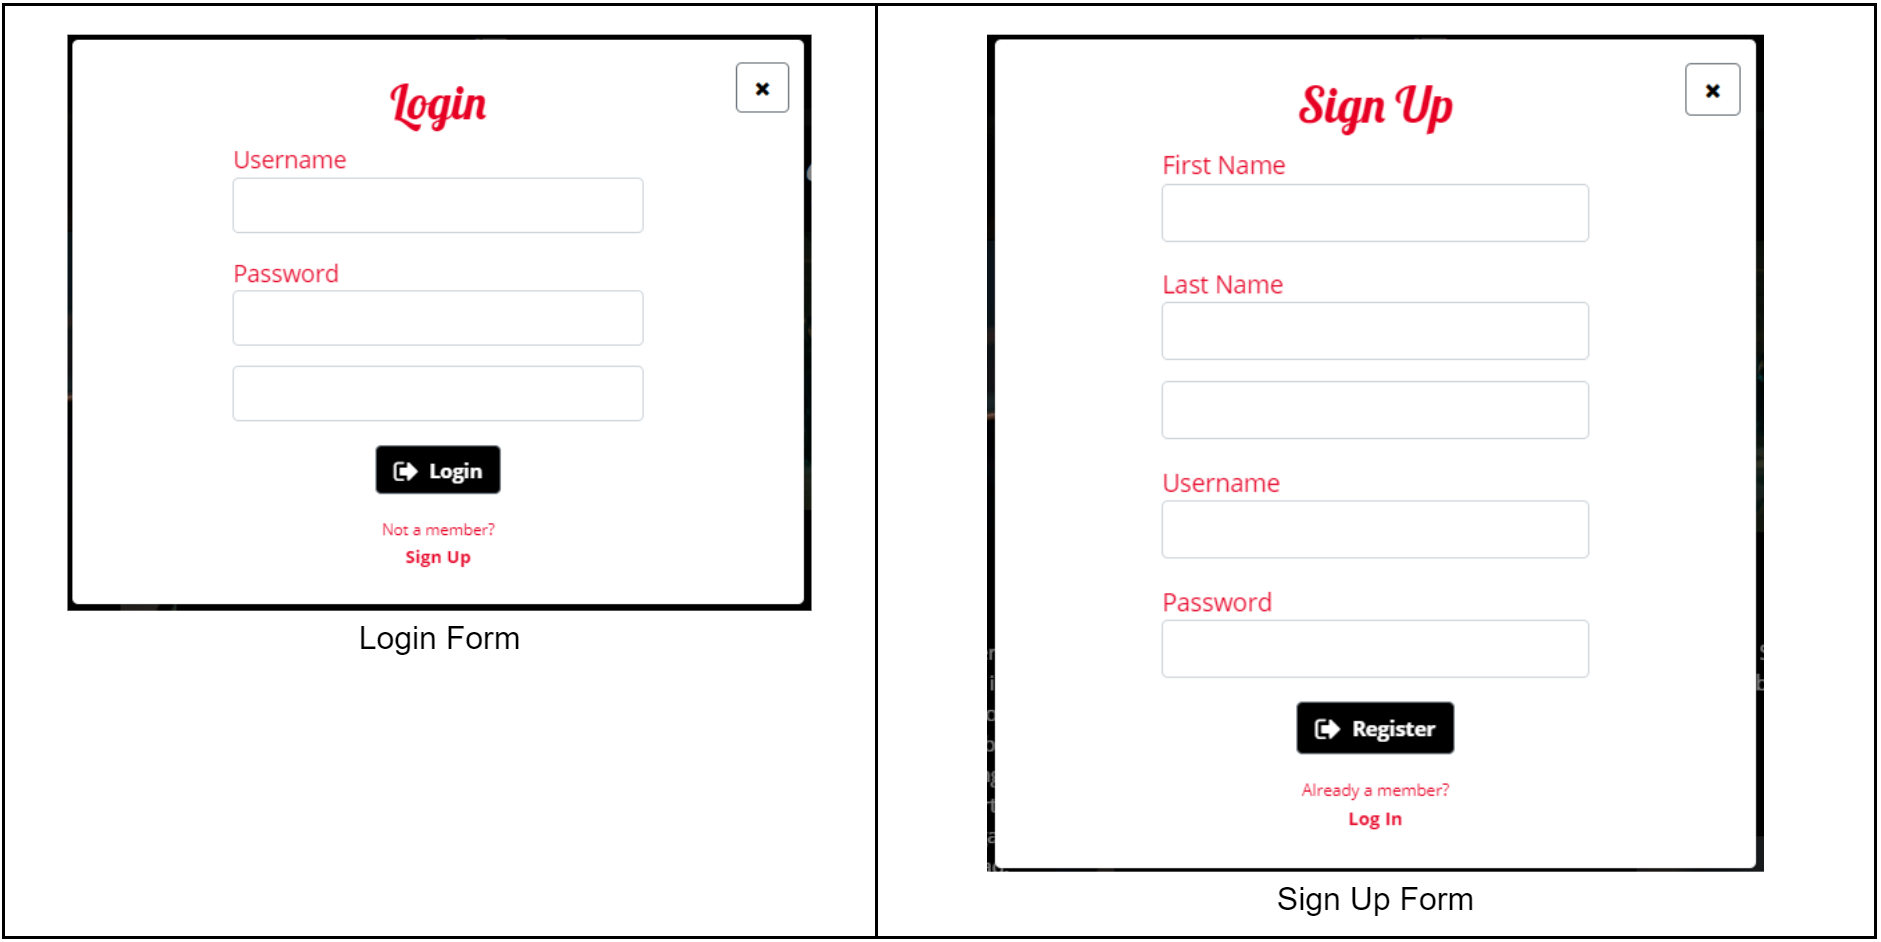 Login
Username
Password
Login
Not a member?
Sign Up
Login Form
Sign Up
First Name
Last Name
Username
Password
Register
Already a member?
Log In
Sign Up Form